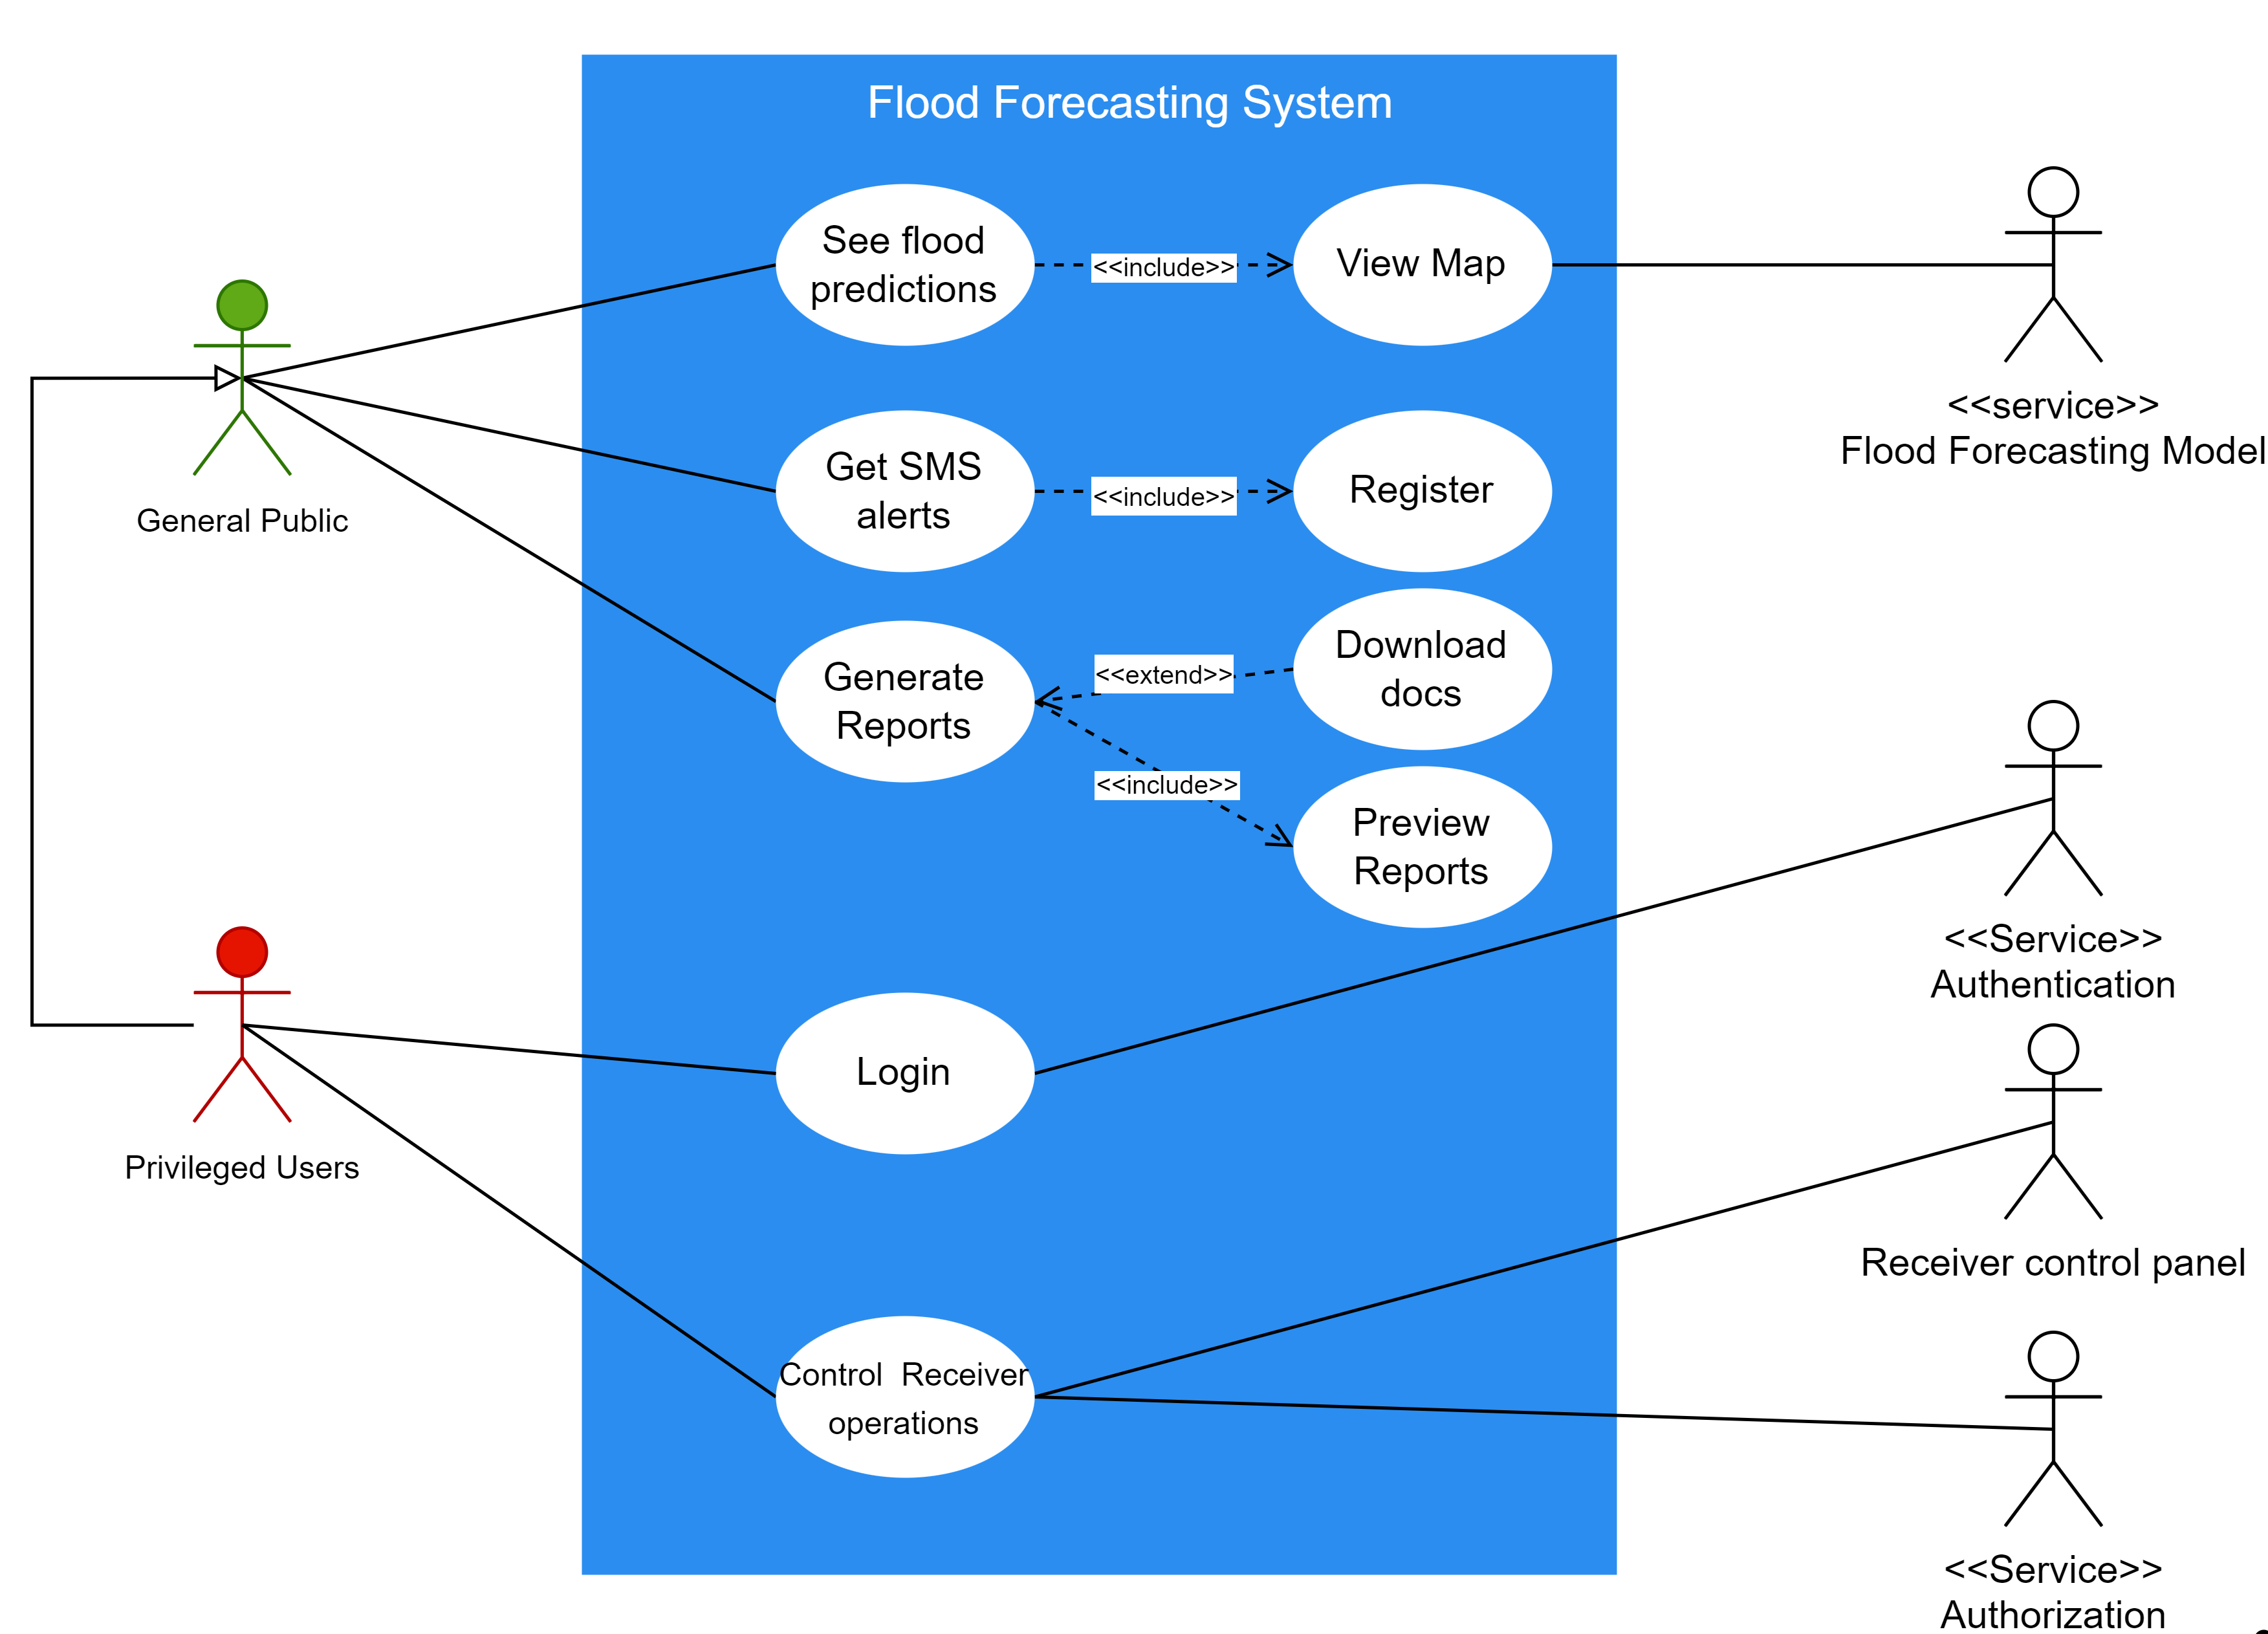 Flood Forecasting System
See flood
predictions
<<include>>
View Map
<<service>>
Flood Forecasting Model
General Public
Get SMS
alerts
<<include>>
Register
Generate
Reports
<<extend>>
Download
docs
<<include>>
Preview
Reports
<<Service>>
Authentication
Privileged Users
Login
Receiver control panel
Control  Receiver
operations
<<Service>>
Authorization